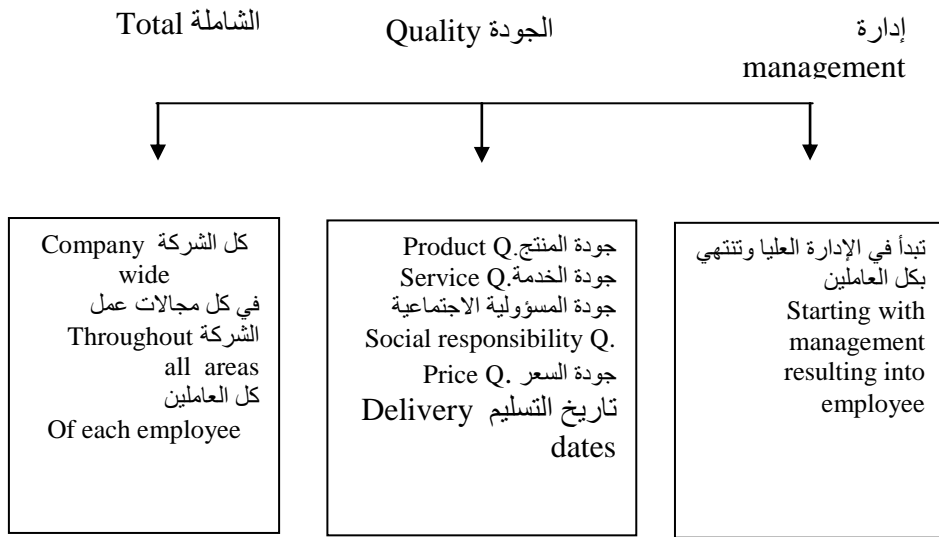 إدارة
management
الجودة Quality
الشاملة Total
تبدأ في الإدارة العليا وتنتهي
بكل العاملين
Starting with
management
resulting into
employee
جودة المنتج.Product Q
جودة الخدمة.Service Q
جودة المسؤولية الاجتماعية
Social responsibility Q.
جودة السعر .Price Q
تاريخ التسليم Delivery
dates
كل الشركة Company
wide
في كل مجالات عمل
الشركة Throughout
all areas
كل العاملين
Of each employee